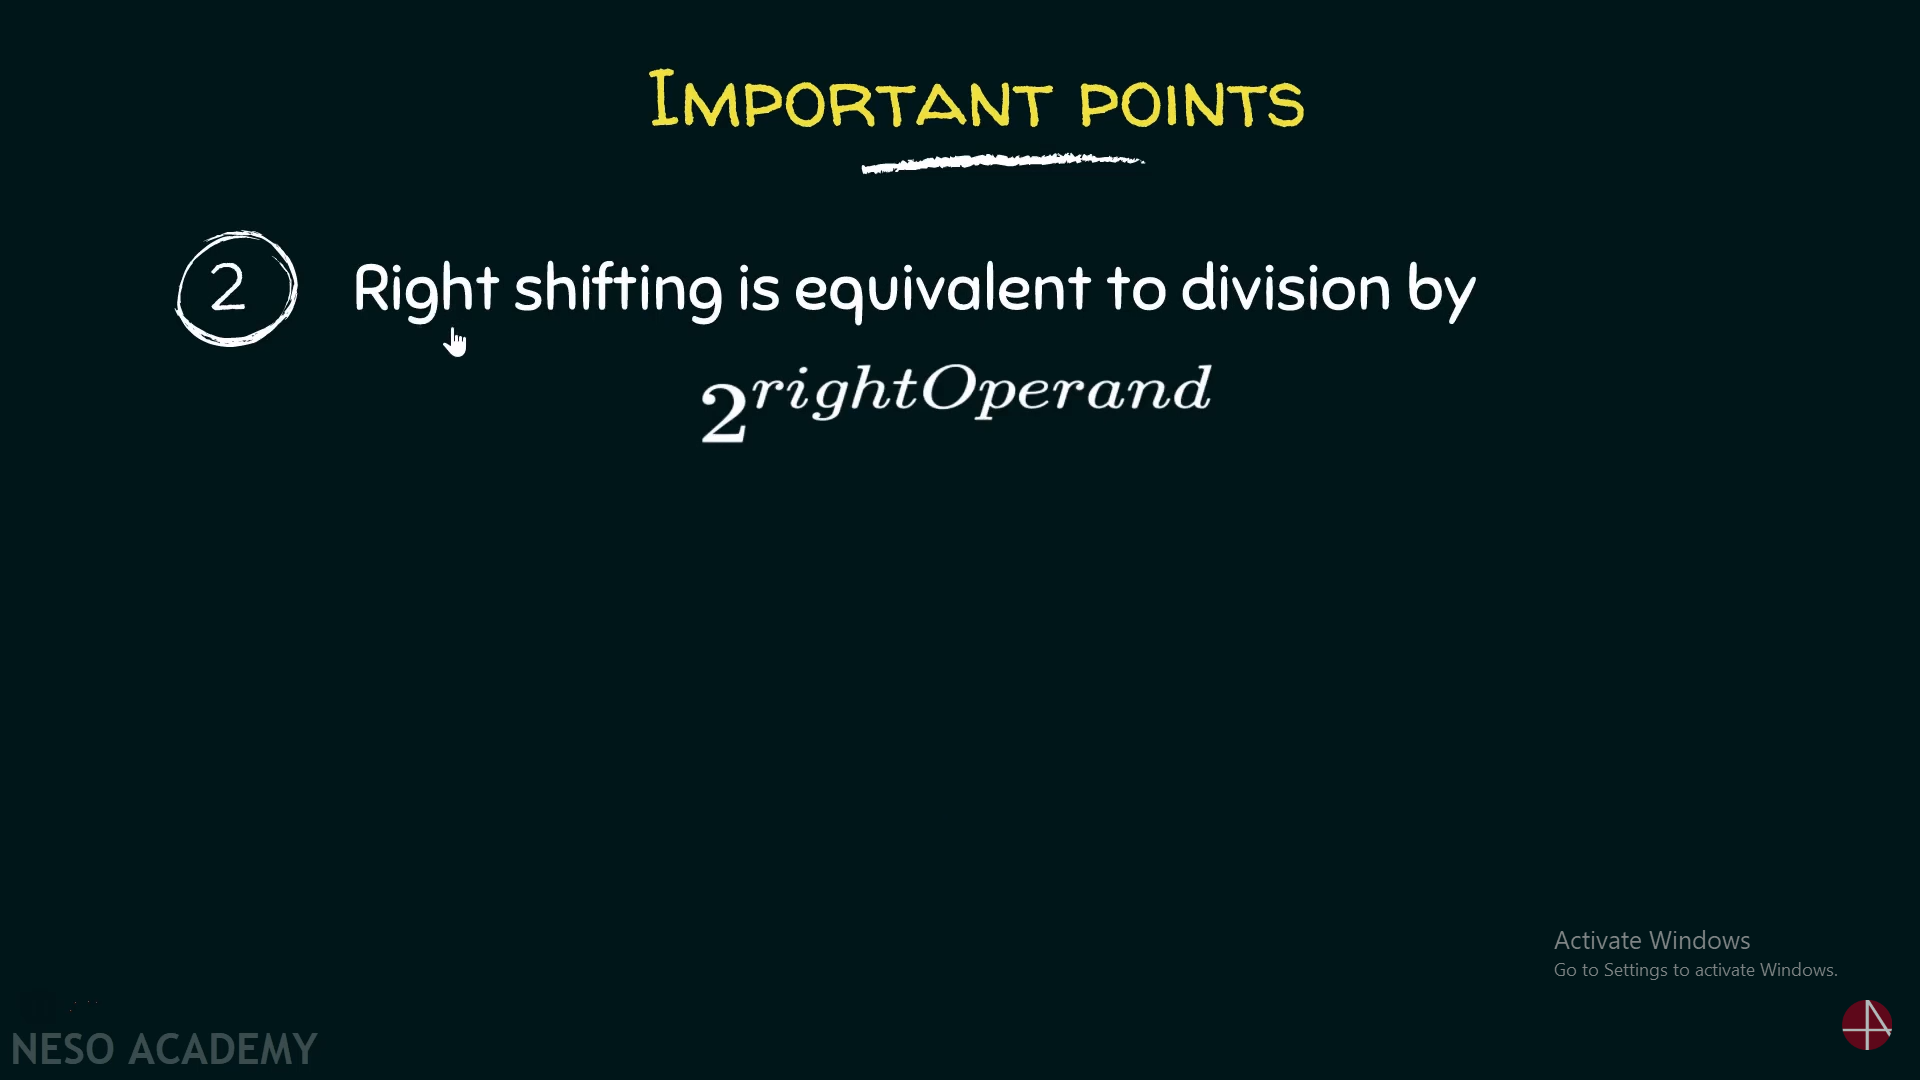 IMPORTANT POINTS
2 Right shifting is equivalent to division by
2^rightOperand
Activate Windows
Go to Settings to activate Windows.
NESO ACADEMY